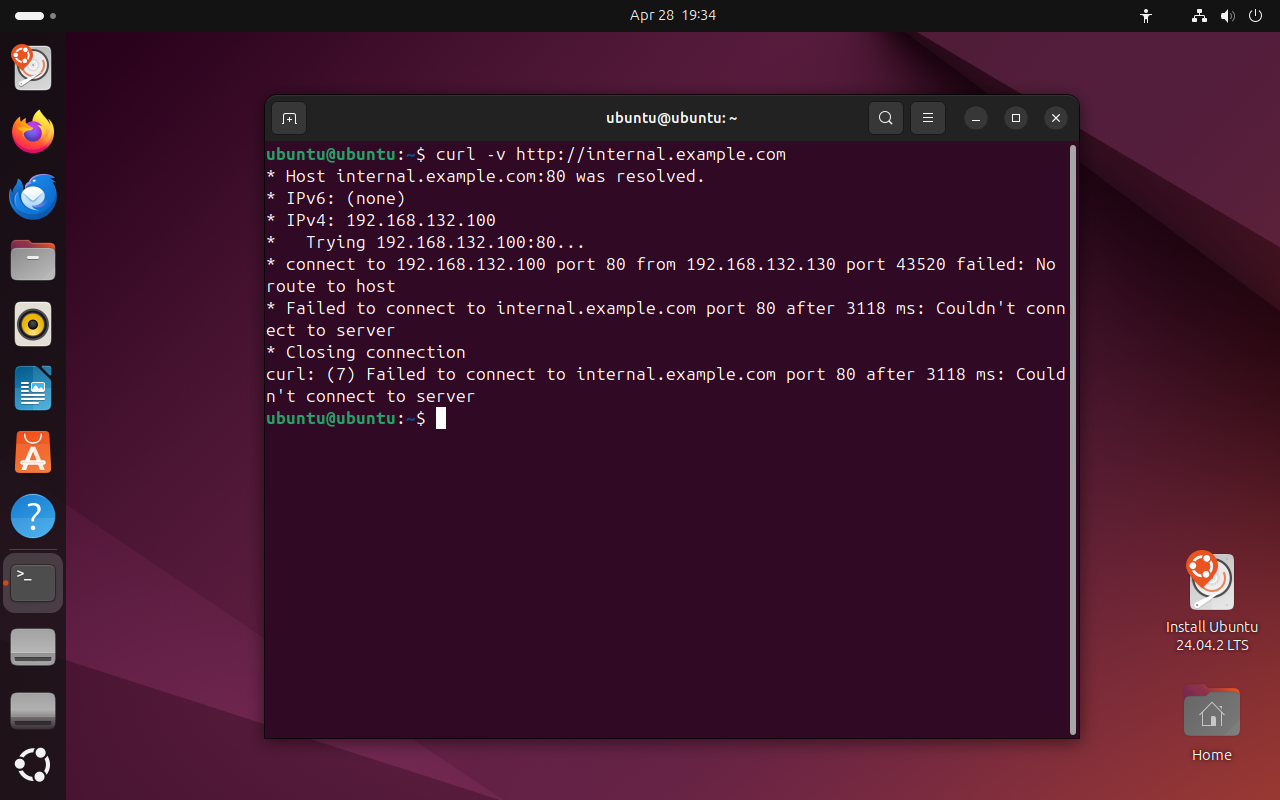 Apr 28 19:34
ubuntu@ubuntu: ~
ubuntu@ubuntu:~$ curl -v http://internal.example.com
* Host internal.example.com:80 was resolved.
* IPv6: (none)
* IPv4: 192.168.132.100
*   Trying 192.168.132.100:80...
* connect to 192.168.132.100 port 80 from 192.168.132.130 port 43520 failed: No
route to host
* Failed to connect to internal.example.com port 80 after 3118 ms: Couldn't conn
ect to server
* Closing connection
curl: (7) Failed to connect to internal.example.com port 80 after 3118 ms: Could
n't connect to server
ubuntu@ubuntu:~$
Install Ubuntu
24.04.2 LTS
Home